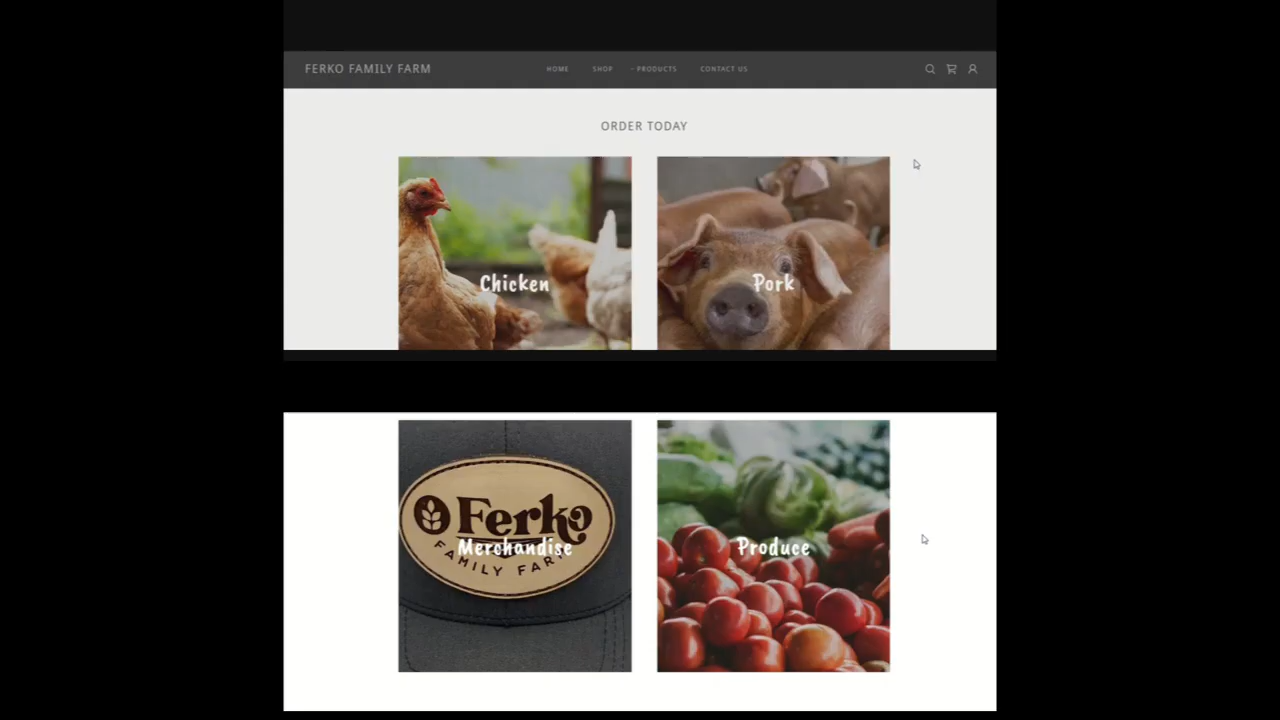 FERKO FAMILY FARM
HOME SHOP PRODUCTS CONTACT US
ORDER TODAY
Chicken Pork
Ferko
FAMILY FARM
Merchandise Produce